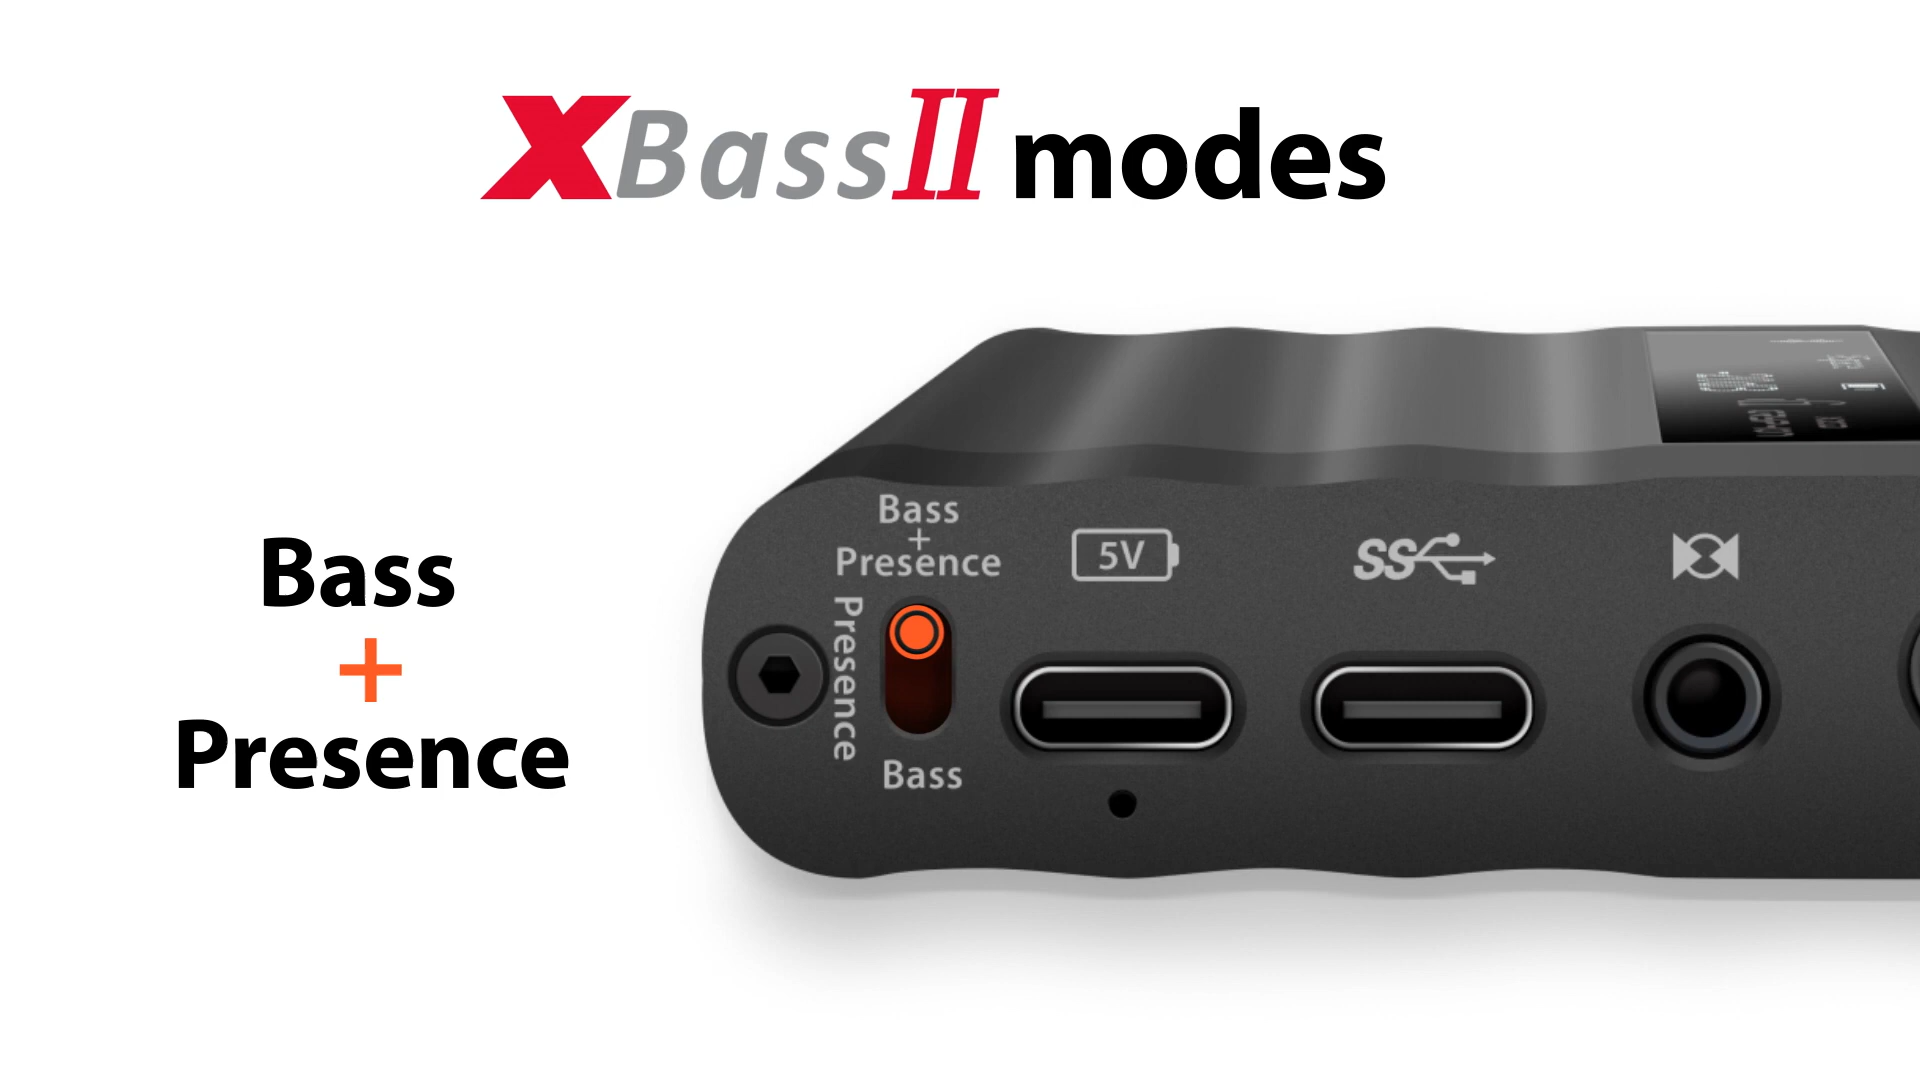 XBassII modes
Bass
+
Presence
Bass
+
Presence
Presence
Bass
5V
SS